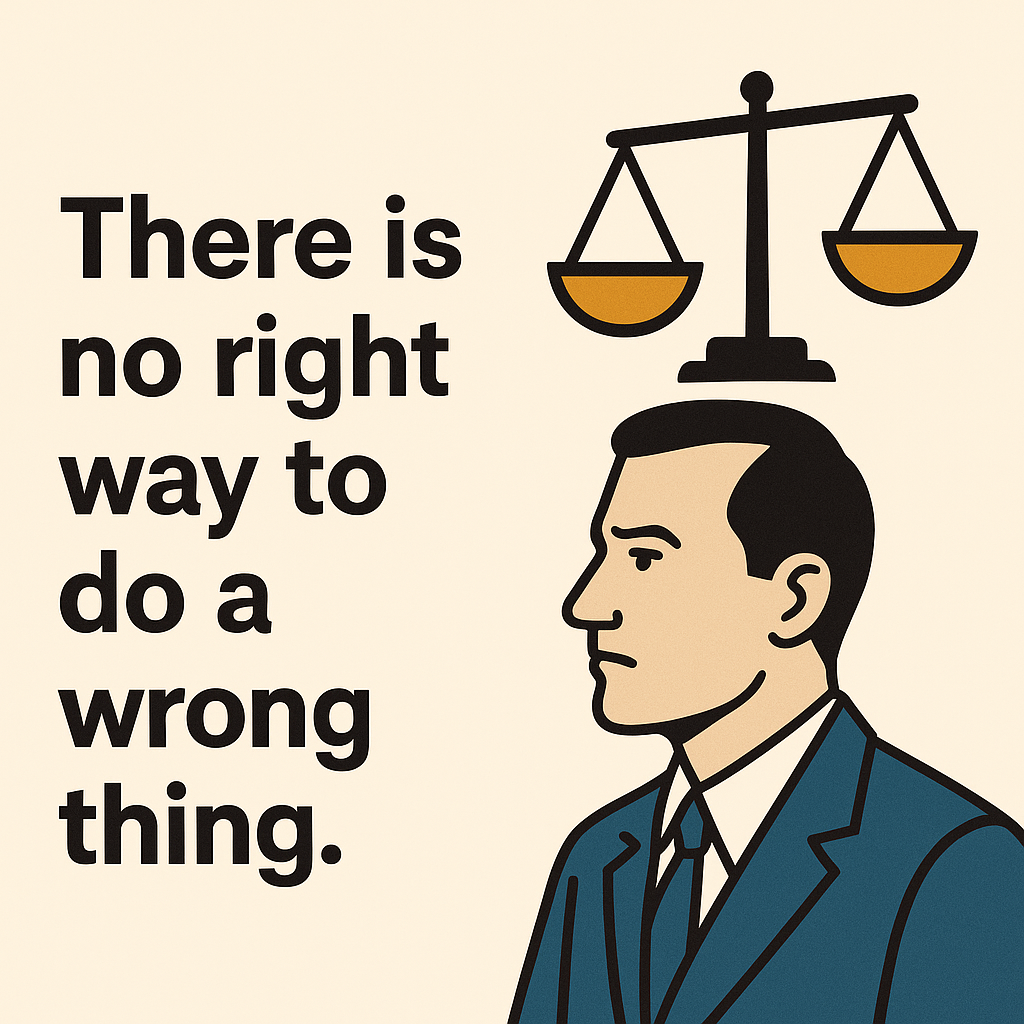 There is
no right
way to
do a
wrong
thing.